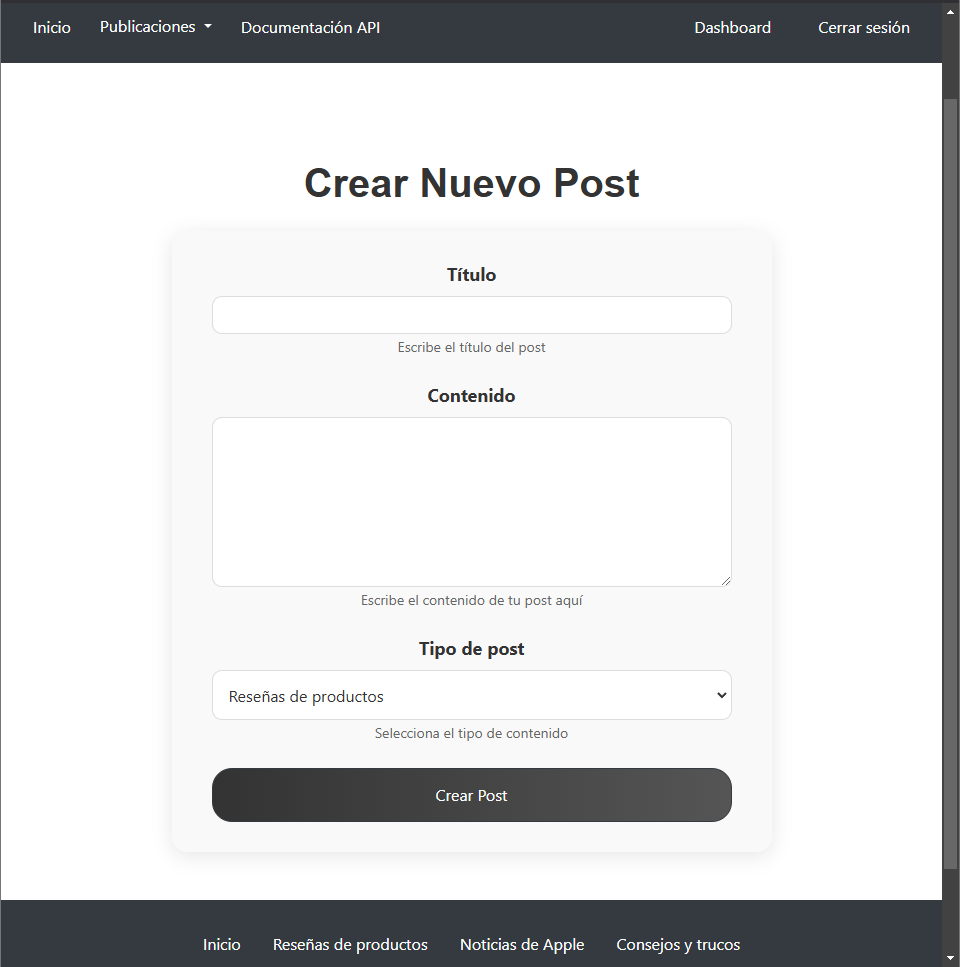 Inicio Publicaciones Documentación API Dashboard Cerrar sesión
Crear Nuevo Post
Título
Escribe el título del post
Contenido
Escribe el contenido de tu post aquí
Tipo de post
Reseñas de productos
Selecciona el tipo de contenido
Crear Post
Inicio Reseñas de productos Noticias de Apple Consejos y trucos